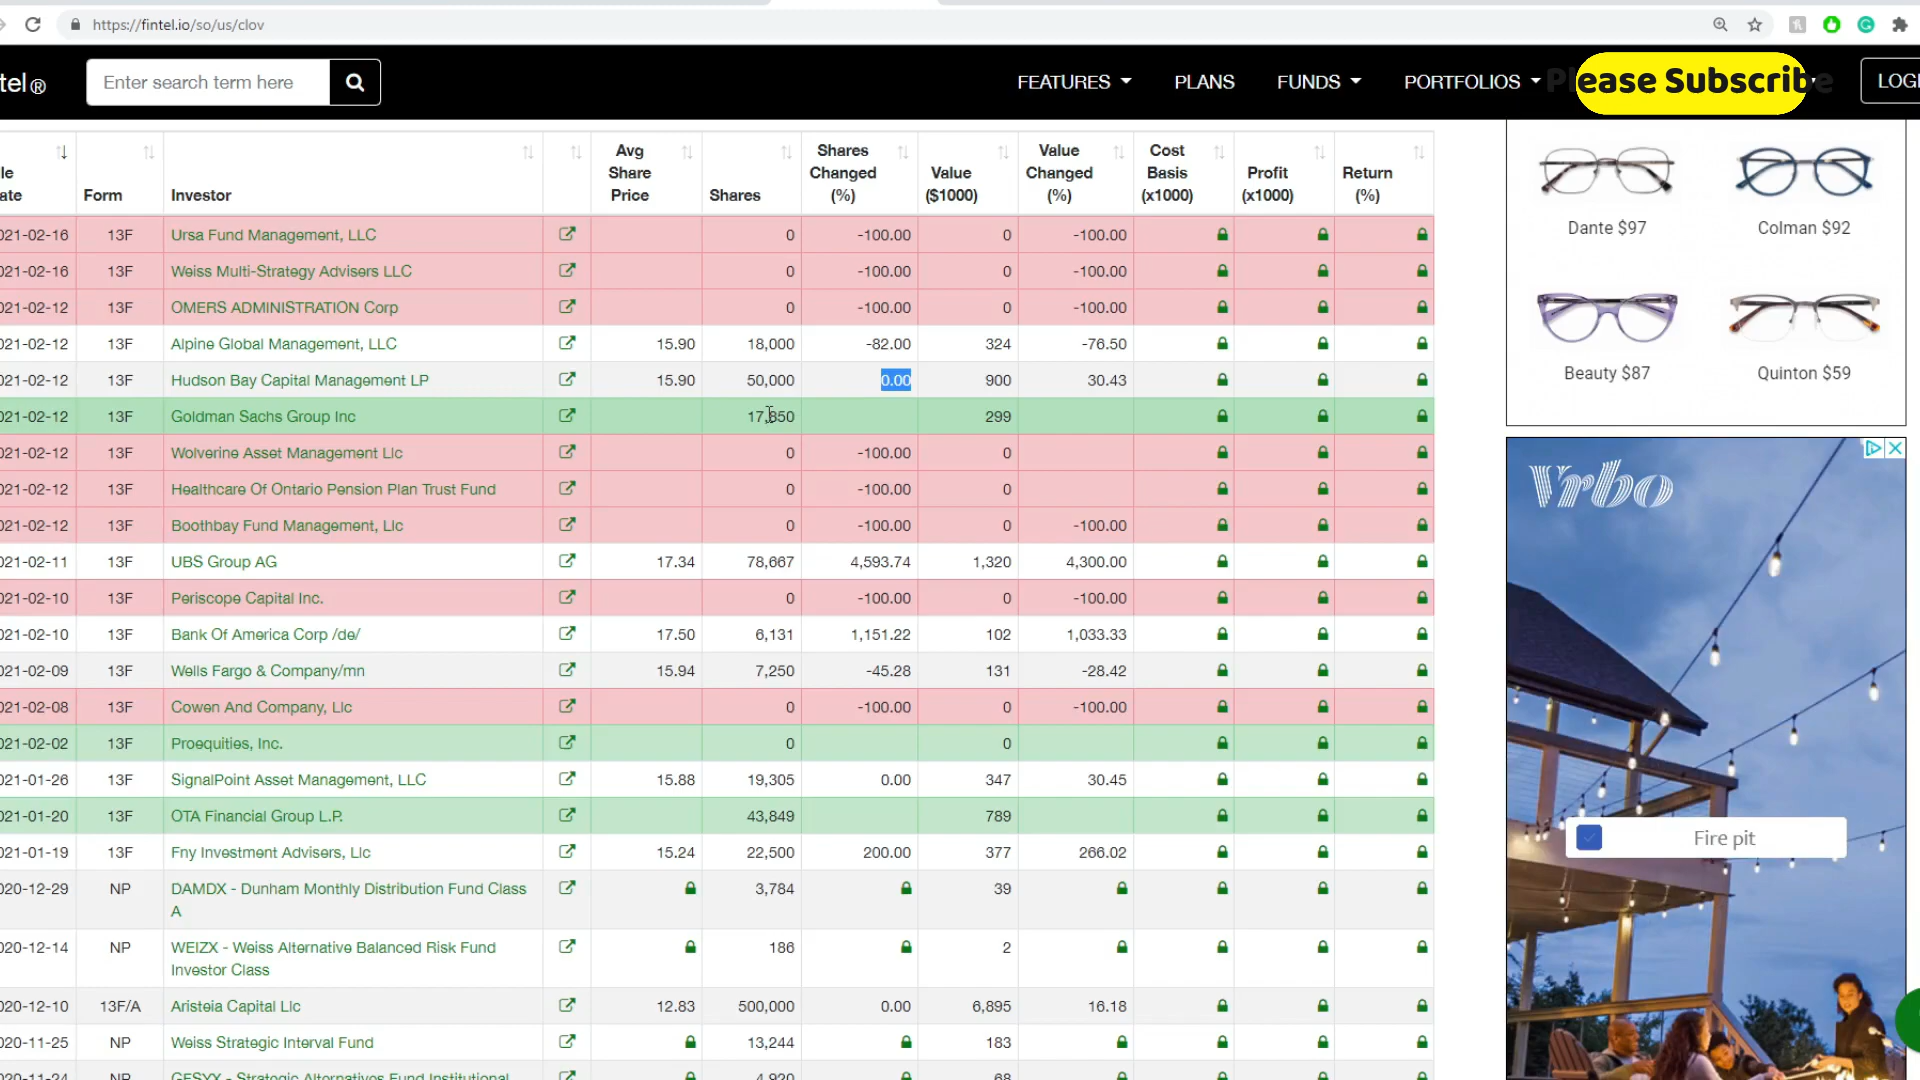 https://fintel.io/so/us/clov
tel®
Enter search term here
FEATURES
PLANS
FUNDS
PORTFOLIOS
Please Subscribe
LOGI
le
ate
Form
Investor
Avg
Share
Price
Shares
Shares
Changed
(%)
Value
($1000)
Value
Changed
(%)
Cost
Basis
(x1000)
Profit
(x1000)
Return
(%)
021-02-16 13F Ursa Fund Management, LLC 0 -100.00 0 -100.00
021-02-16 13F Weiss Multi-Strategy Advisers LLC 0 -100.00 0 -100.00
021-02-12 13F OMERS ADMINISTRATION Corp 0 -100.00 0 -100.00
021-02-12 13F Alpine Global Management, LLC 15.90 18,000 -82.00 324 -76.50
021-02-12 13F Hudson Bay Capital Management LP 15.90 50,000 0.00 900 30.43
021-02-12 13F Goldman Sachs Group Inc 17,850 299
021-02-12 13F Wolverine Asset Management Llc 0 -100.00 0
021-02-12 13F Healthcare Of Ontario Pension Plan Trust Fund 0 -100.00 0
021-02-12 13F Boothbay Fund Management, Llc 0 -100.00 0 -100.00
021-02-11 13F UBS Group AG 17.34 78,667 4,593.74 1,320 4,300.00
021-02-10 13F Periscope Capital Inc. 0 -100.00 0 -100.00
021-02-10 13F Bank Of America Corp /de/ 17.50 6,131 1,151.22 102 1,033.33
021-02-09 13F Wells Fargo & Company/mn 15.94 7,250 -45.28 131 -28.42
021-02-08 13F Cowen And Company, Llc 0 -100.00 0 -100.00
021-02-02 13F Proequities, Inc. 0 0
021-01-26 13F SignalPoint Asset Management, LLC 15.88 19,305 0.00 347 30.45
021-01-20 13F OTA Financial Group L.P. 43,849 789
021-01-19 13F Fny Investment Advisers, Llc 15.24 22,500 200.00 377 266.02
020-12-29 NP DAMDX - Dunham Monthly Distribution Fund Class 3,784 39
A
020-12-14 NP WEIZX - Weiss Alternative Balanced Risk Fund 186 2
Investor Class
020-12-10 13F/A Aristeia Capital Llc 12.83 500,000 0.00 6,895 16.18
020-11-25 NP Weiss Strategic Interval Fund 13,244 183
020-11-24 NP GESYX - Strategic Alternatives Fund Institutional 4,920 68
Dante $97
Colman $92
Beauty $87
Quinton $59
Vrbo
Fire pit